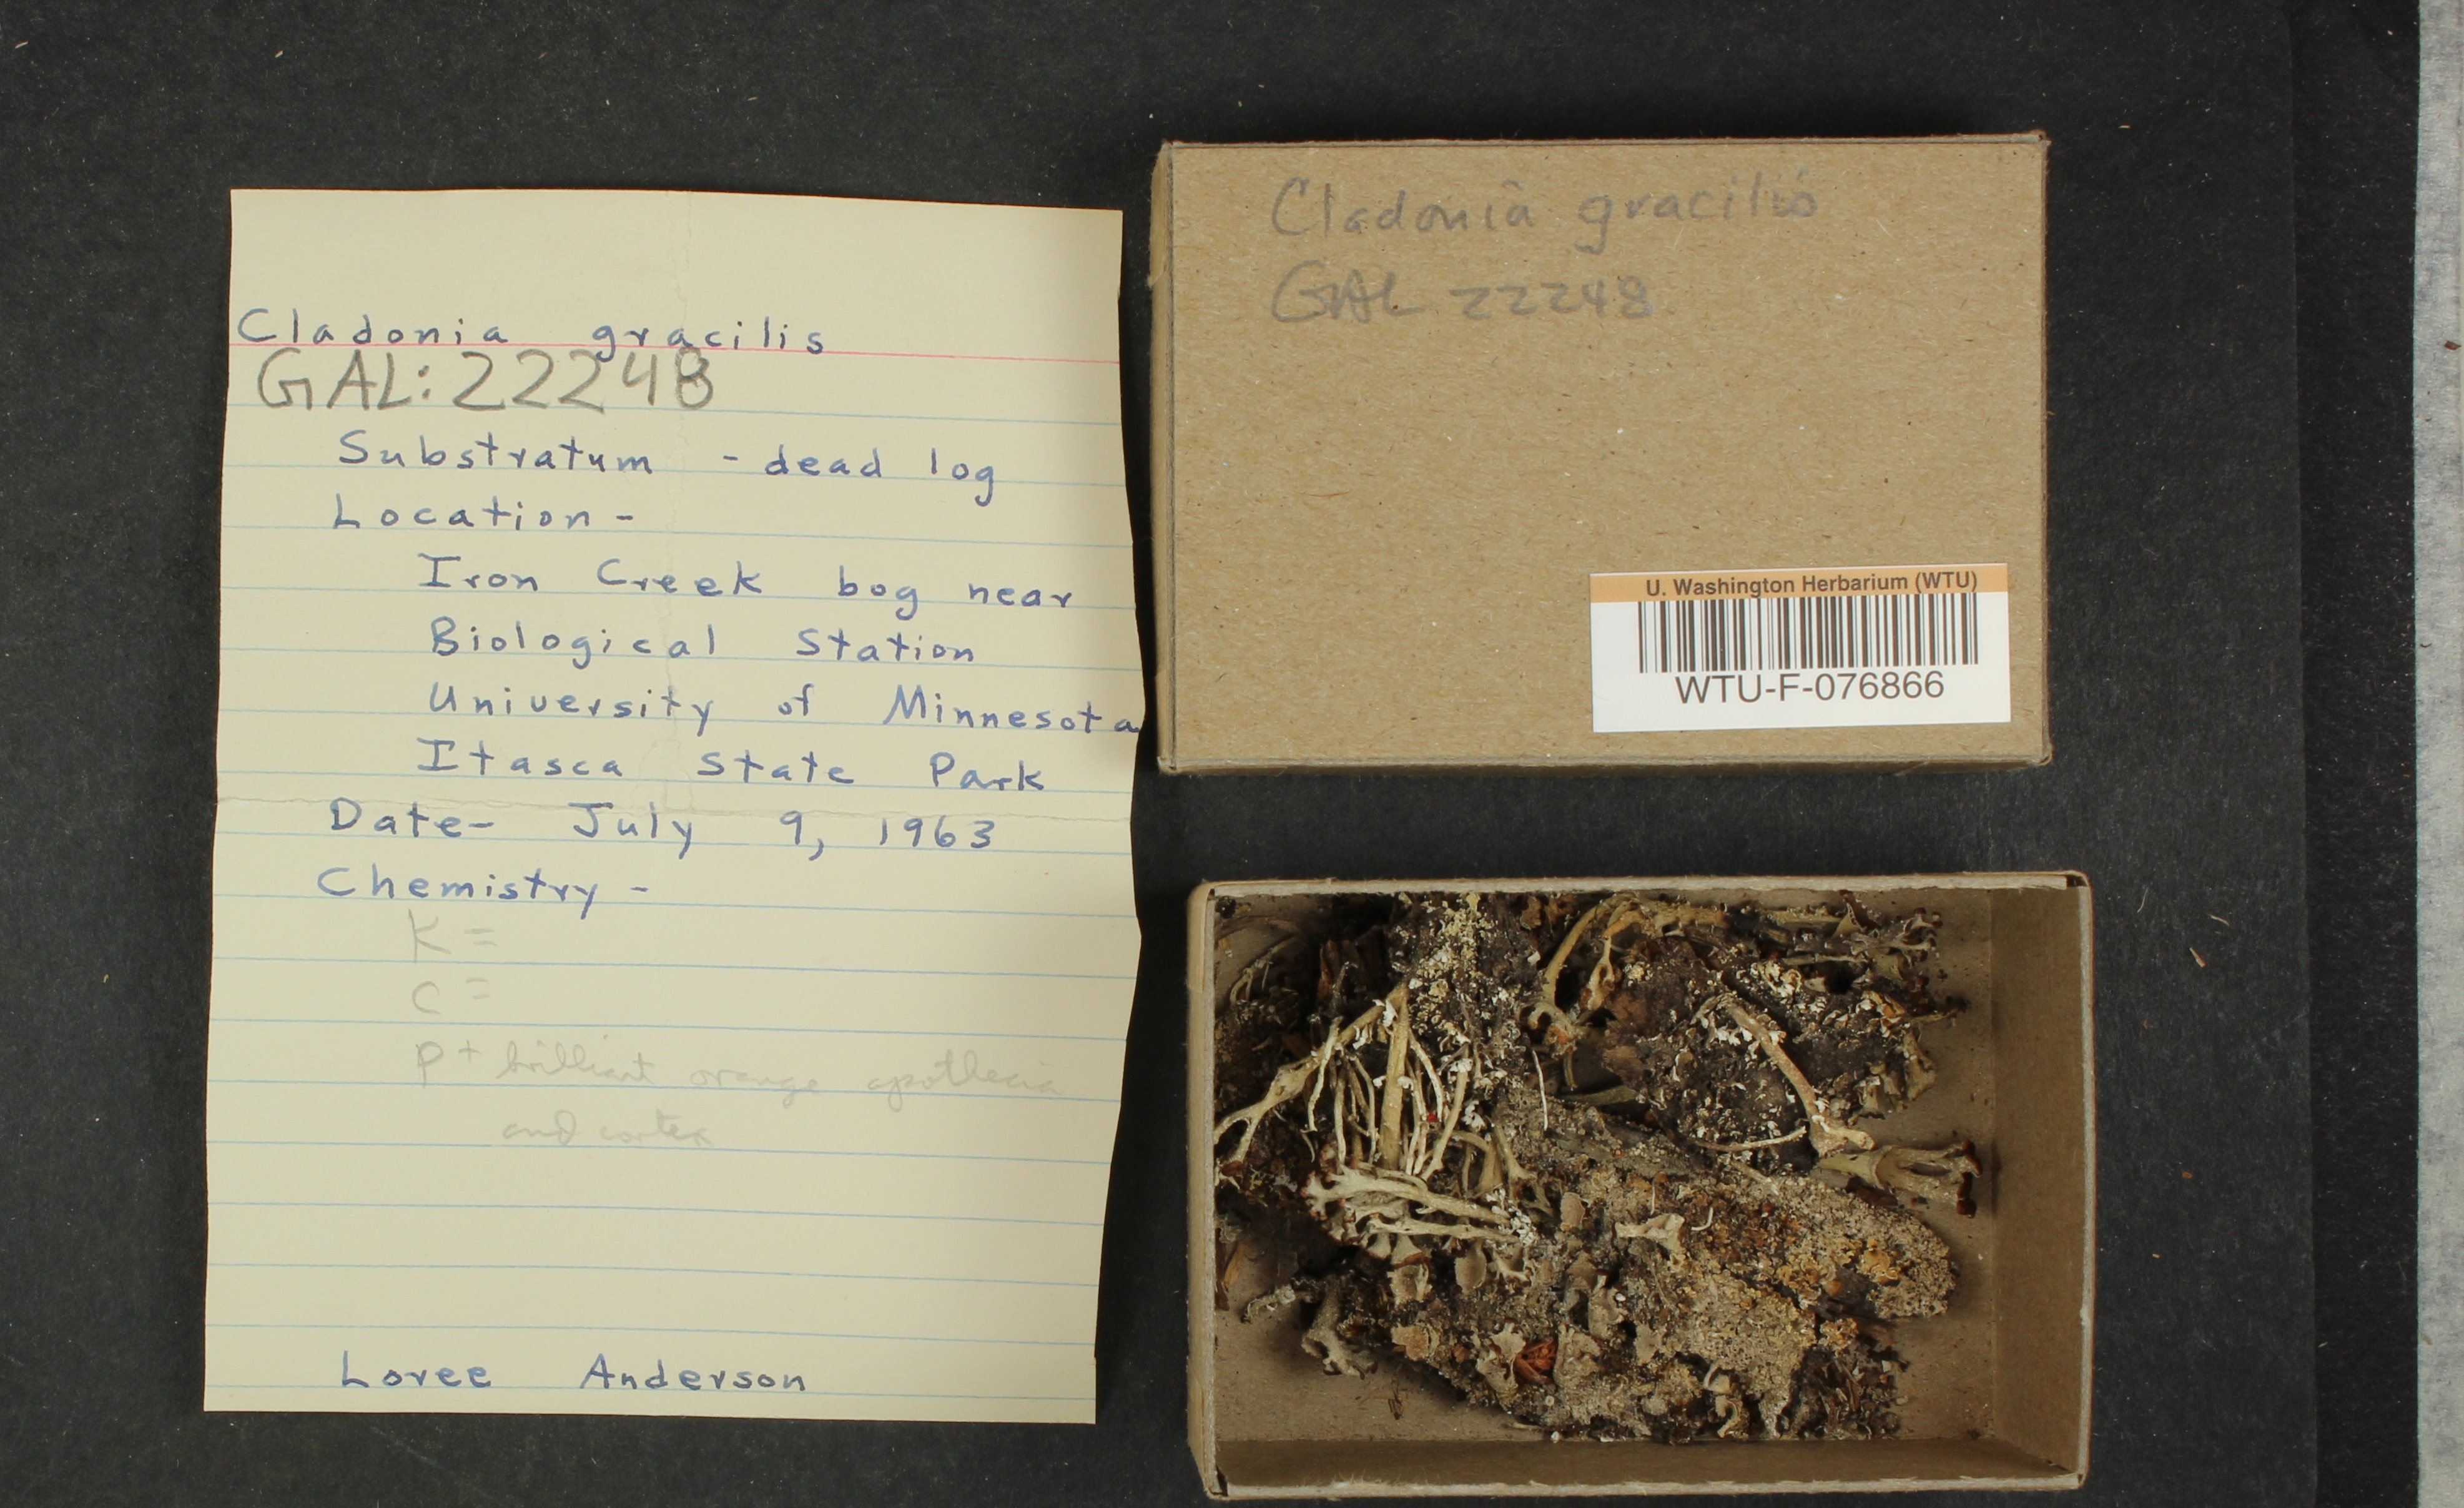 Cladonia gracilis
GAL: 22248
Substratum - dead log
Location -
Iron Creek bog near
Biological Station
University of Minnesota
Itasca State Park
Date- July 9, 1963
Chemistry -
K =
C =
P + brilliant orange apothecia
and cortex
Loree Anderson
Cladonia gracilis
GAL 22248
U. Washington Herbarium (WTU)
WTU-F-076866